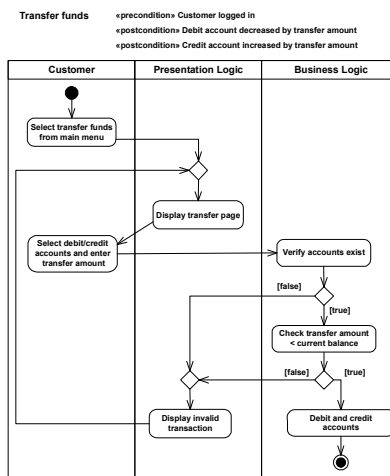 Transfer funds
«precondition» Customer logged in
«postcondition» Debit account decreased by transfer amount
«postcondition» Credit account increased by transfer amount
Customer
Presentation Logic
Business Logic
Select transfer funds
from main menu
Display transfer page
Select debit/credit
accounts and enter
transfer amount
Verify accounts exist
[false]
[true]
Check transfer amount
< current balance
[false]
[true]
Display invalid
transaction
Debit and credit
accounts